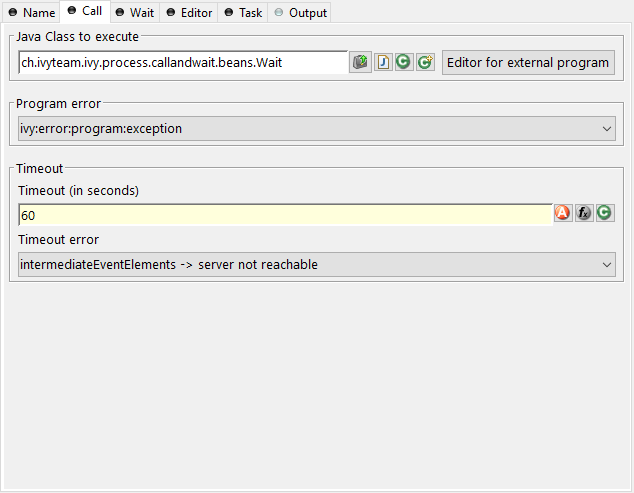 Name Call Wait Editor Task Output
Java Class to execute
ch.ivyteam.ivy.process.callandwait.beans.Wait J C C Editor for external program
Program error
ivy:error:program:exception
Timeout
Timeout (in seconds)
60 A fx C
Timeout error
intermediateEventElements -> server not reachable